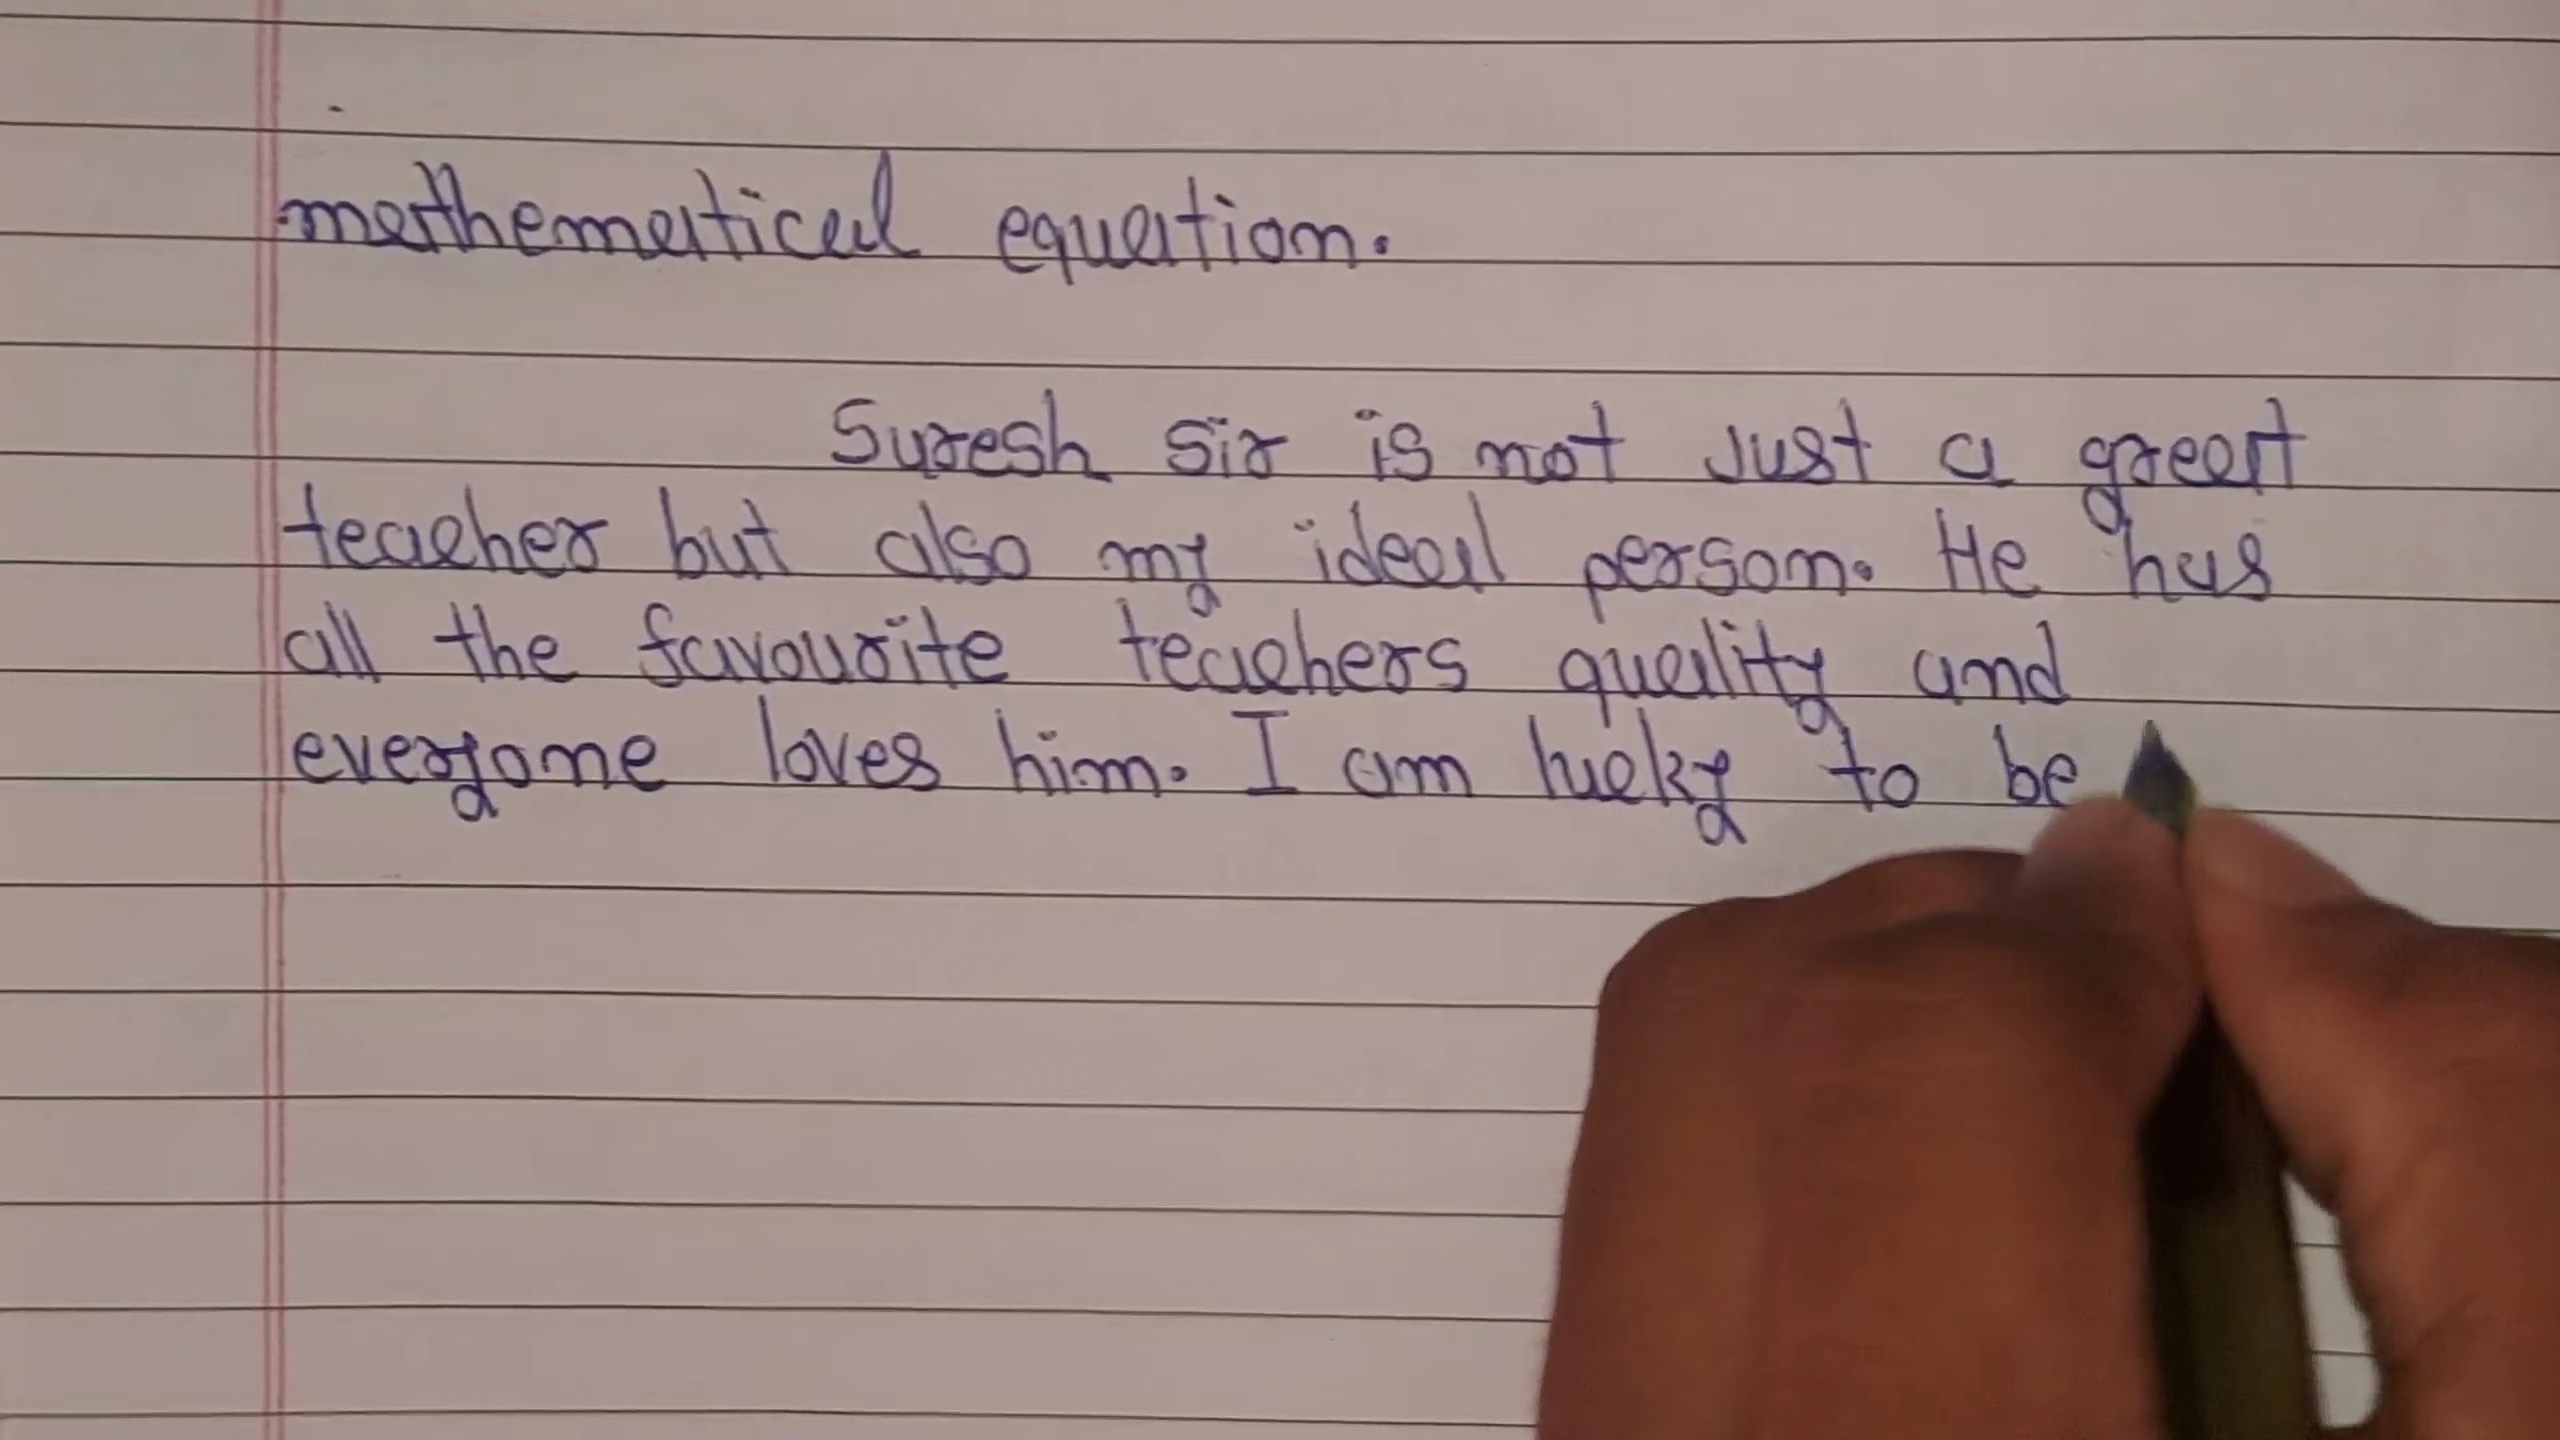 mathematical equation.
Suresh sir is not Just a great
teacher but also my ideal person. He has
all the favourite teachers quality and
everyone loves him. I am lucky to be